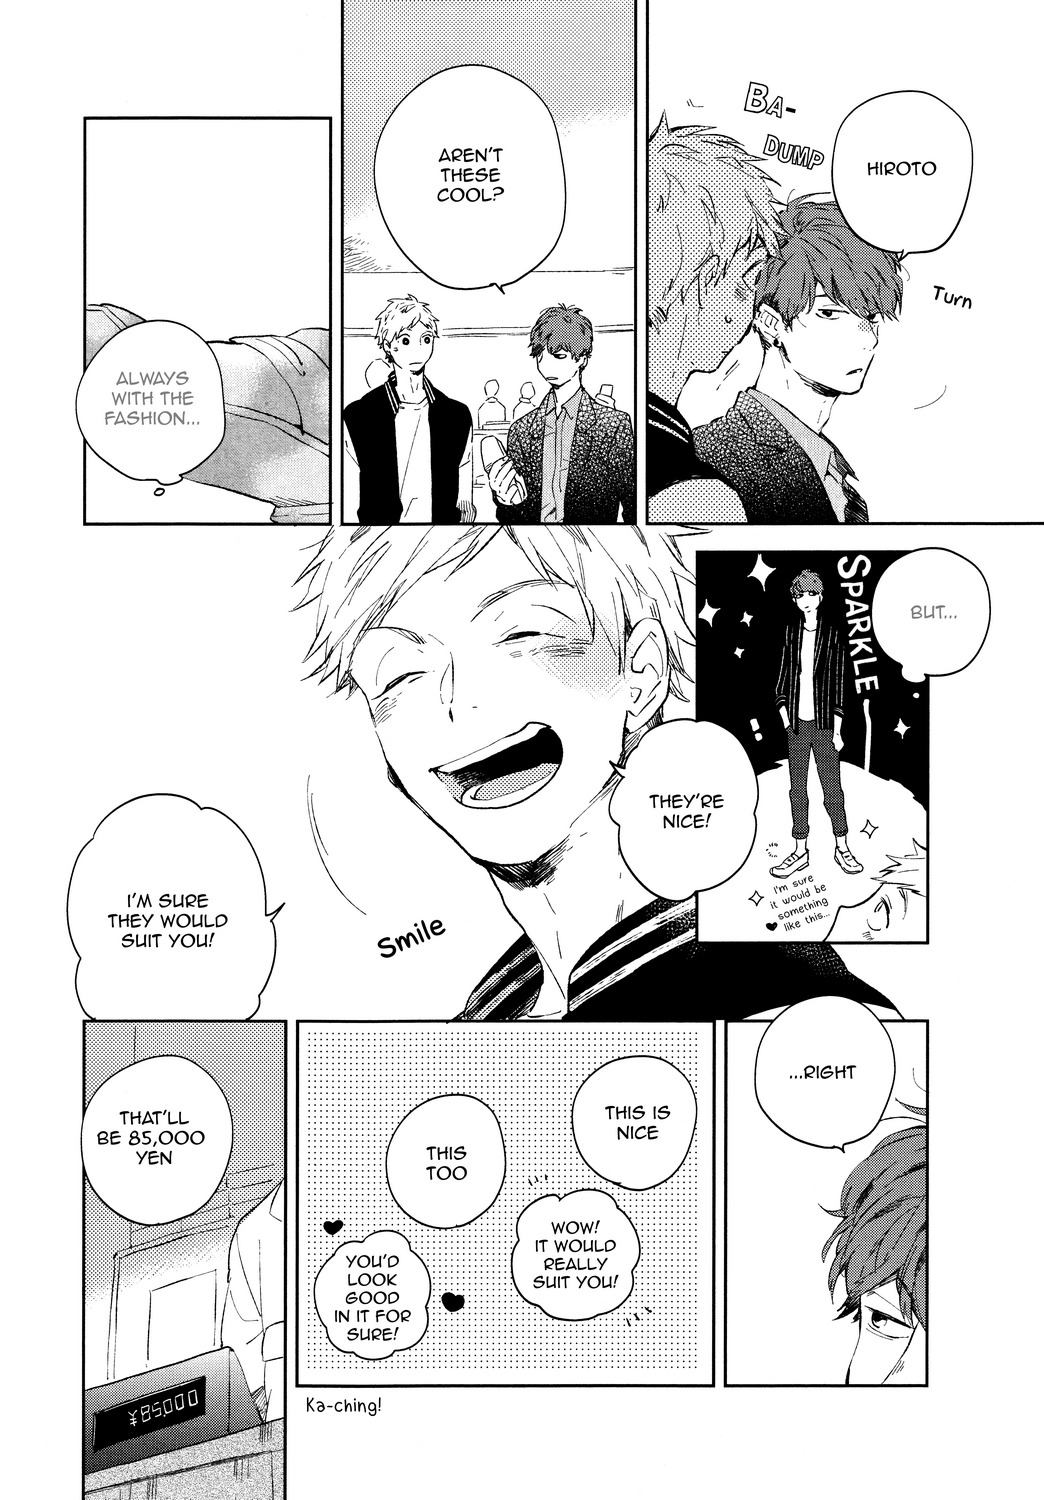 HIROTO
BA-
DUMP
Turn
AREN'T
THESE
COOL?
ALWAYS
WITH THE
FASHION...
BUT...
SPARKLE
I'm sure
it would be
something
like this...
THEY'RE
NICE!
Smile
I'M SURE
THEY WOULD
SUIT YOU!
...RIGHT
THIS IS
NICE
WOW!
IT WOULD
REALLY
SUIT YOU!
THIS
TOO
YOU'D
LOOK
GOOD
IN IT FOR
SURE!
Ka-ching!
THAT'LL
BE 85,000
YEN
¥85,000